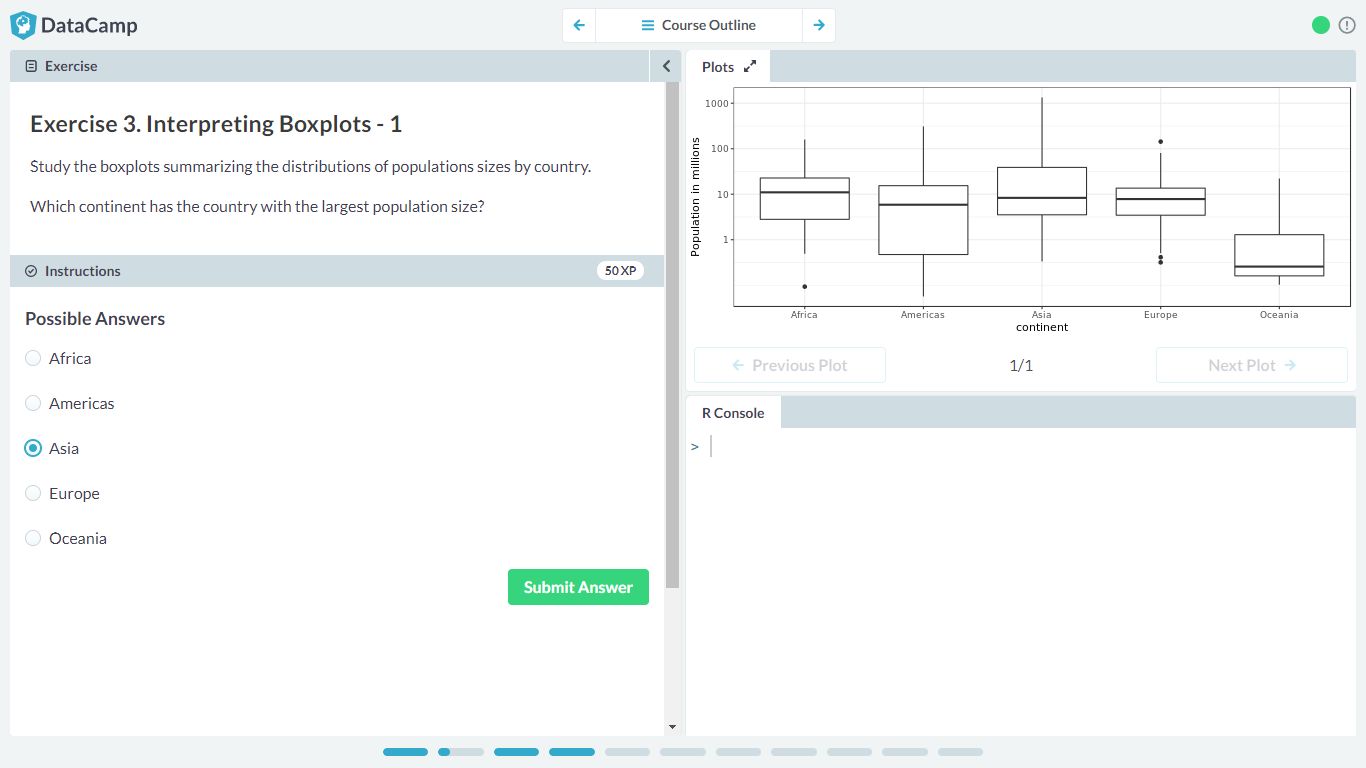 DataCamp
Course Outline
Exercise
Exercise 3. Interpreting Boxplots - 1
Study the boxplots summarizing the distributions of populations sizes by country.
Which continent has the country with the largest population size?
Instructions
50 XP
Possible Answers
Africa
Americas
Asia
Europe
Oceania
Submit Answer
Plots
Population in millions
1000
100
10
1
Africa Americas Asia Europe Oceania
continent
Previous Plot
1/1
Next Plot
R Console
>